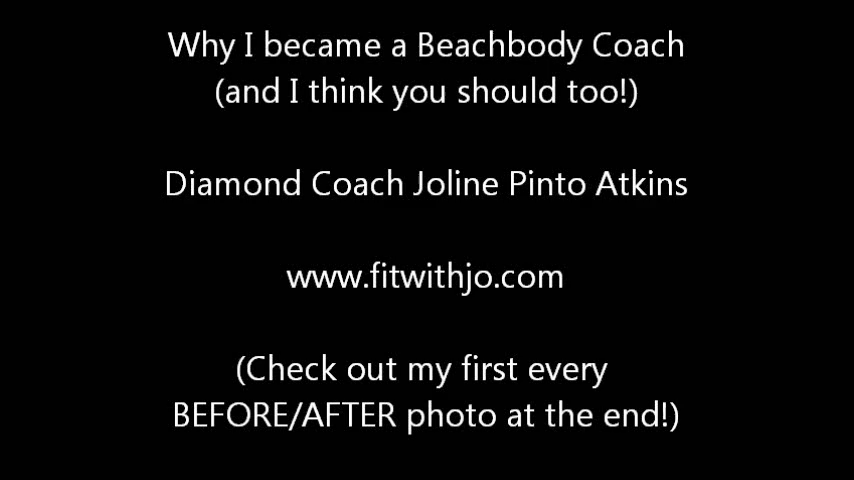 Why I became a Beachbody Coach
(and I think you should too!)
Diamond Coach Joline Pinto Atkins
www.fitwithjo.com
(Check out my first every
BEFORE/AFTER photo at the end!)